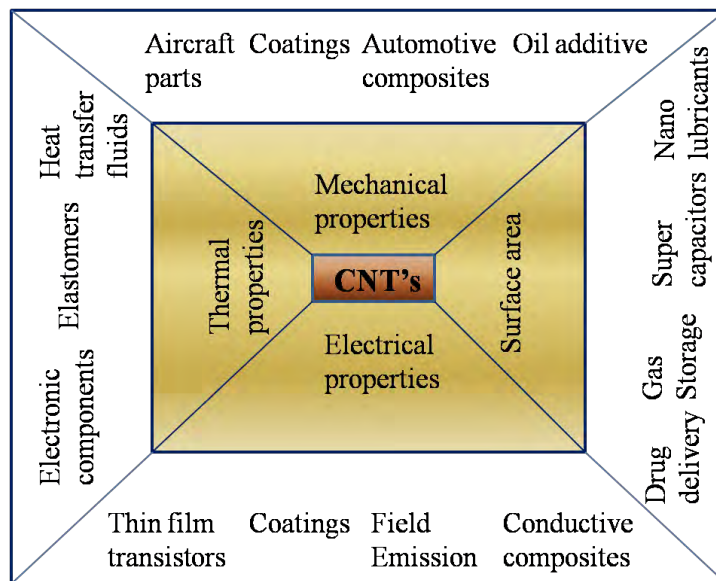 Aircraft parts
Coatings
Automotive composites
Oil additive
Heat transfer fluids
Elastomers
Electronic components
Mechanical properties
Thermal properties
CNT's
Surface area
Electrical properties
Nano lubricants
Super capacitors
Gas Storage
Drug delivery
Thin film transistors
Coatings
Field Emission
Conductive composites